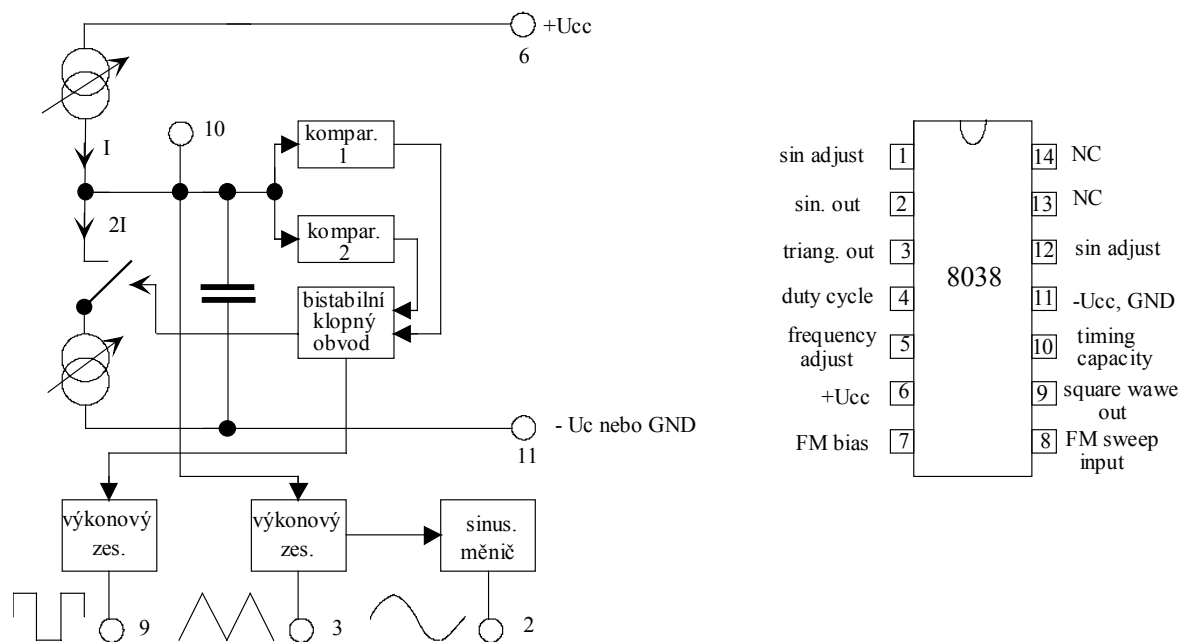 +Ucc
6
I
10
kompar.
1
2I
kompar.
2
bistabilní
klopný
obvod
- Uc nebo GND
11
výkonový
zes.
výkonový
zes.
sinus.
měnič
9
3
2
8038
sin adjust 1
sin. out 2
triang. out 3
duty cycle 4
frequency
adjust 5
+Ucc 6
FM bias 7
14 NC
13 NC
12 sin adjust
11 -Ucc, GND
10 timing
capacity
9 square wawe
out
8 FM sweep
input